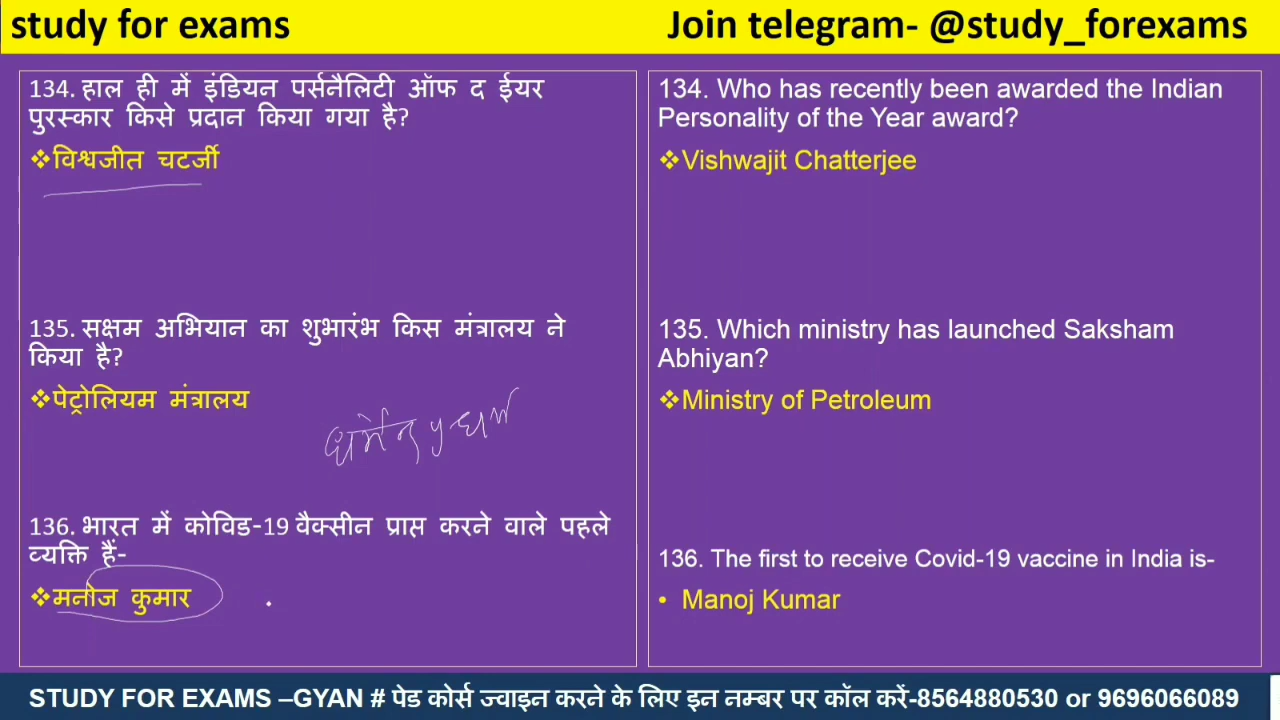 study for exams
Join telegram- @study_forexams
134. हाल ही में इंडियन पर्सनैलिटी ऑफ द ईयर
पुरस्कार किसे प्रदान किया गया है?
❖विश्वजीत चटर्जी
135. सक्षम अभियान का शुभारंभ किस मंत्रालय ने
किया है?
❖पेट्रोलियम मंत्रालय
136. भारत में कोविड-19 वैक्सीन प्राप्त करने वाले पहले
व्यक्ति हैं-
❖मनोज कुमार
134. Who has recently been awarded the Indian
Personality of the Year award?
❖Vishwajit Chatterjee
135. Which ministry has launched Saksham
Abhiyan?
❖Ministry of Petroleum
136. The first to receive Covid-19 vaccine in India is-
• Manoj Kumar
STUDY FOR EXAMS –GYAN # पेड कोर्स ज्वाइन करने के लिए इन नम्बर पर कॉल करें-8564880530 or 9696066089